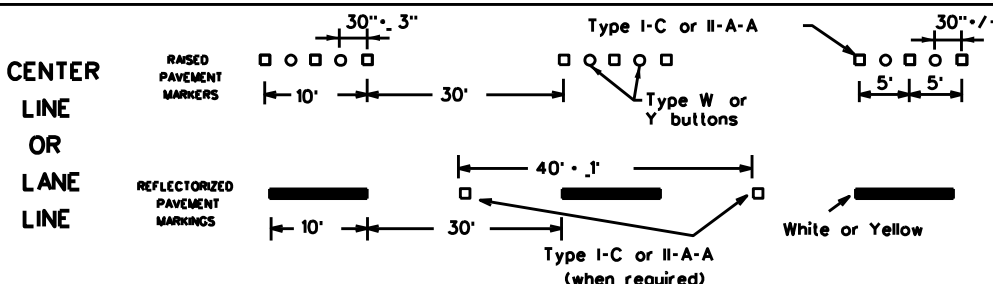 CENTER
LINE
OR
LANE
LINE
RAISED
PAVEMENT
MARKERS
30"·_ 3"
Type I-C or II-A-A
30"·/-
10'
30'
Type W or
Y buttons
5'
5'
REFLECTORIZED
PAVEMENT
MARKINGS
40' · _1'
10'
30'
Type I-C or II-A-A
(when required)
White or Yellow